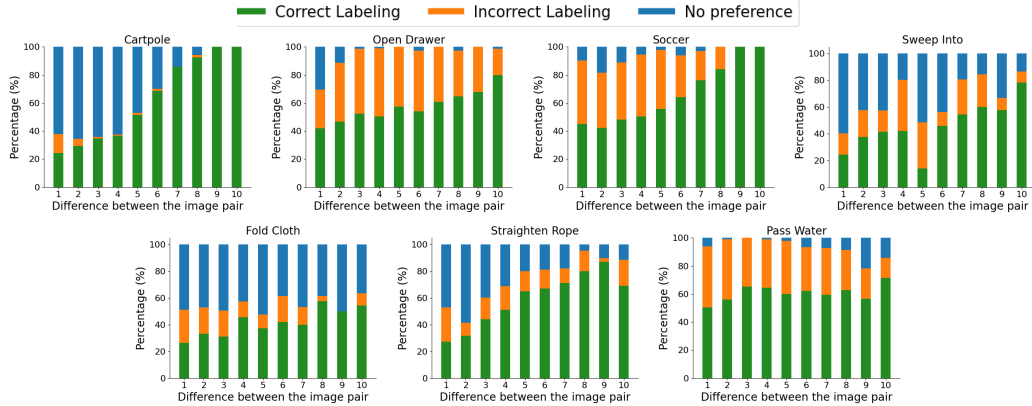 Correct Labeling Incorrect Labeling No preference
Cartpole
Percentage (%)
100
80
60
40
20
0
1 2 3 4 5 6 7 8 9 10
Difference between the image pair
Open Drawer
Percentage (%)
100
80
60
40
20
0
1 2 3 4 5 6 7 8 9 10
Difference between the image pair
Soccer
Percentage (%)
100
80
60
40
20
0
1 2 3 4 5 6 7 8 9 10
Difference between the image pair
Sweep Into
Percentage (%)
100
80
60
40
20
0
1 2 3 4 5 6 7 8 9 10
Difference between the image pair
Fold Cloth
Percentage (%)
100
80
60
40
20
0
1 2 3 4 5 6 7 8 9 10
Difference between the image pair
Straighten Rope
Percentage (%)
100
80
60
40
20
0
1 2 3 4 5 6 7 8 9 10
Difference between the image pair
Pass Water
Percentage (%)
100
80
60
40
20
0
1 2 3 4 5 6 7 8 9 10
Difference between the image pair